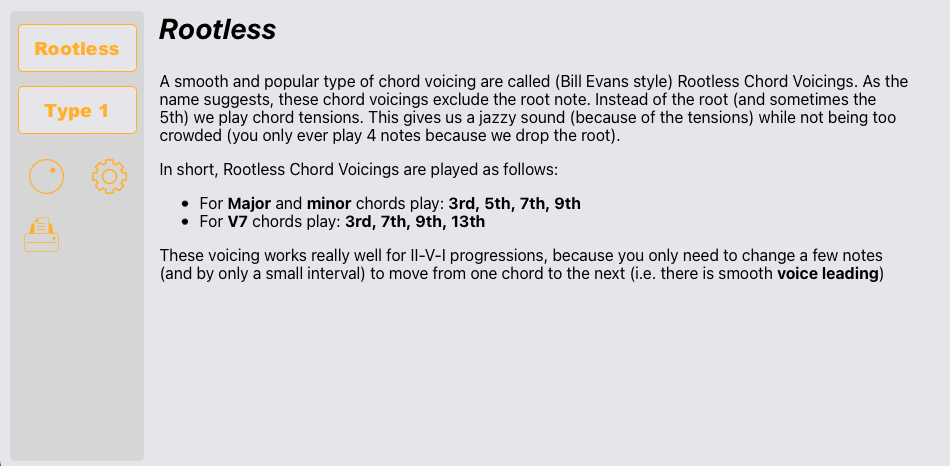 Rootless
Type 1
Rootless
A smooth and popular type of chord voicing are called (Bill Evans style) Rootless Chord Voicings. As the
name suggests, these chord voicings exclude the root note. Instead of the root (and sometimes the
5th) we play chord tensions. This gives us a jazzy sound (because of the tensions) while not being too
crowded (you only ever play 4 notes because we drop the root).
In short, Rootless Chord Voicings are played as follows:
• For Major and minor chords play: 3rd, 5th, 7th, 9th
• For V7 chords play: 3rd, 7th, 9th, 13th
These voicing works really well for II-V-I progressions, because you only need to change a few notes
(and by only a small interval) to move from one chord to the next (i.e. there is smooth voice leading)